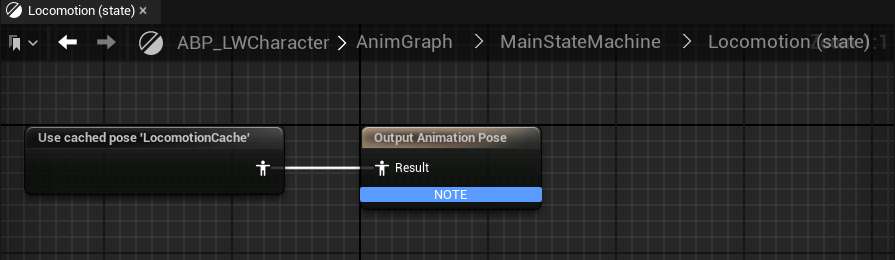 Locomotion (state) ×
ABP_LWCharacter > AnimGraph > MainStateMachine > Locomotion (state)
Use cached pose 'LocomotionCache'
Output Animation Pose
Result
NOTE